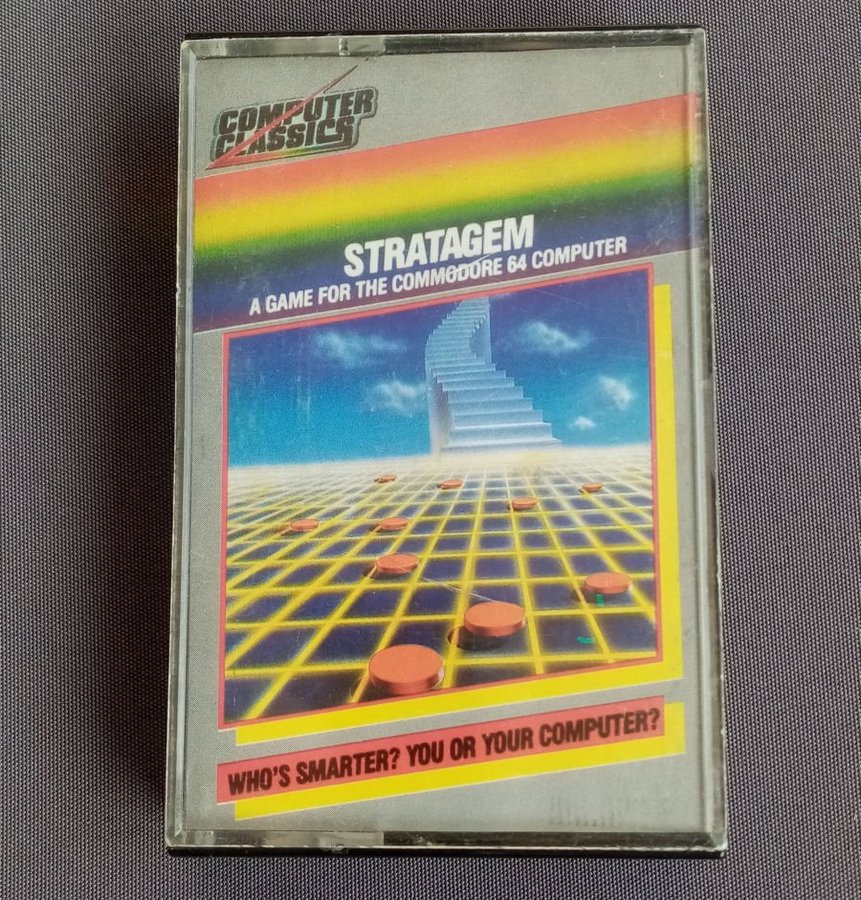 COMPUTER
CLASSICS
STRATAGEM
A GAME FOR THE COMMODORE 64 COMPUTER
WHO'S SMARTER? YOU OR YOUR COMPUTER?